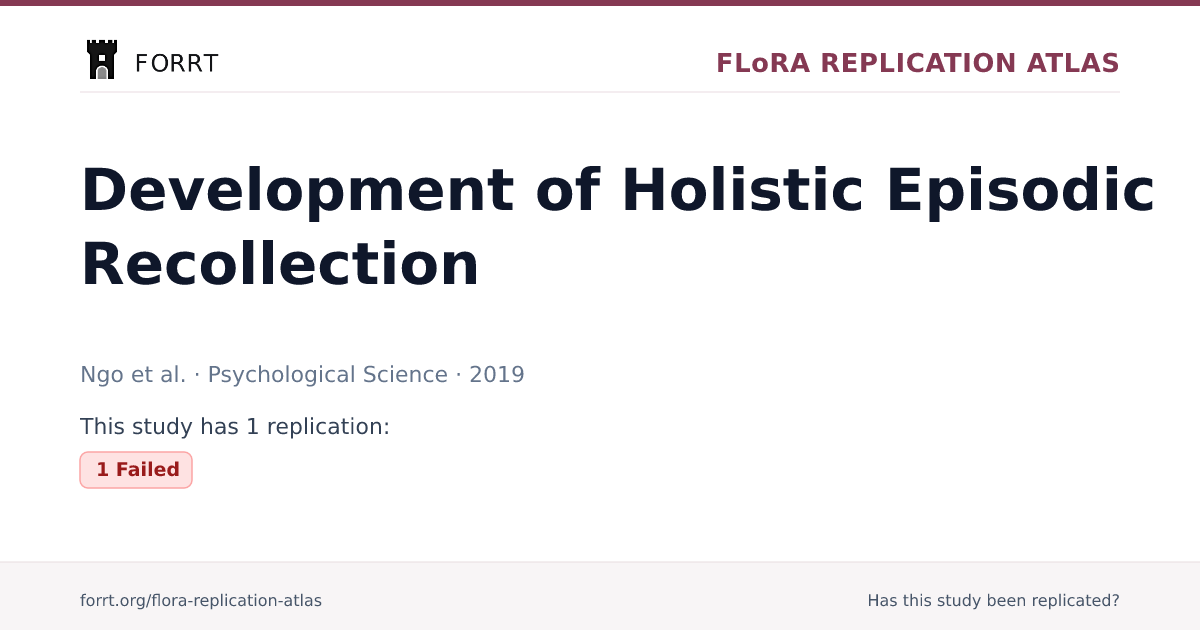 FORRT
FLoRA REPLICATION ATLAS
Development of Holistic Episodic
Recollection
Ngo et al. · Psychological Science · 2019
This study has 1 replication:
1 Failed
forrt.org/flora-replication-atlas
Has this study been replicated?